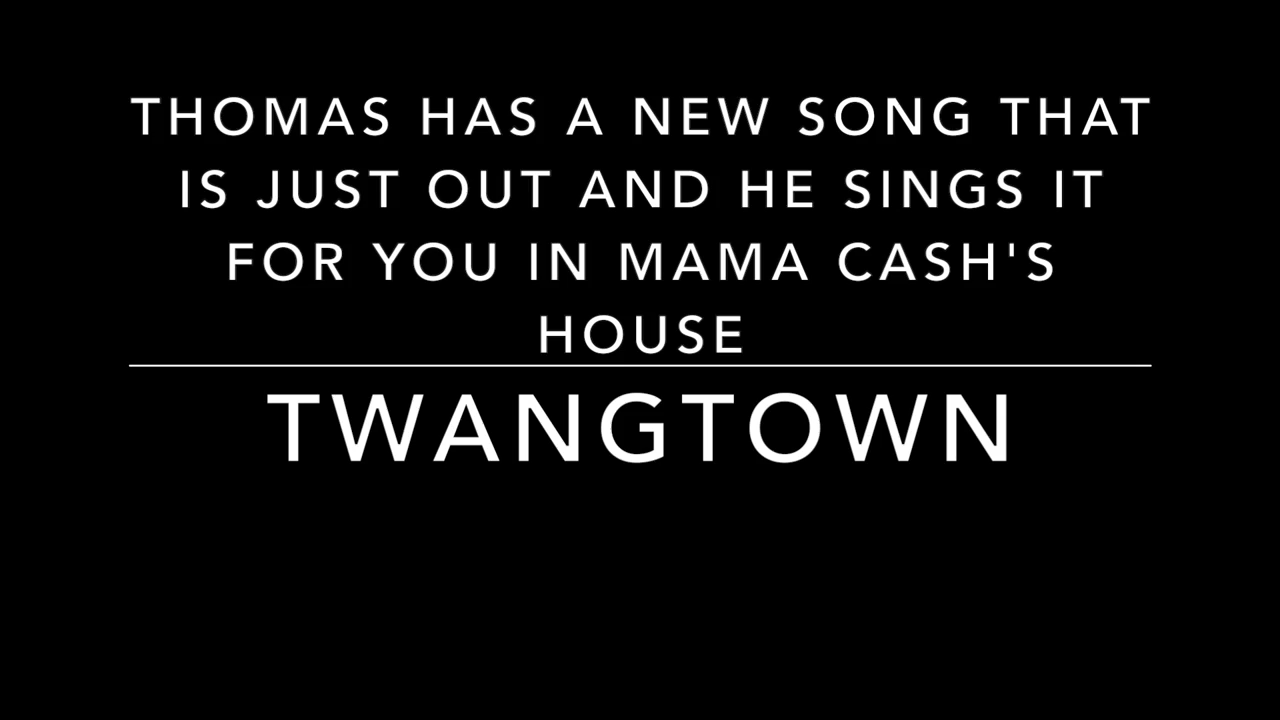 THOMAS HAS A NEW SONG THAT
IS JUST OUT AND HE SINGS IT
FOR YOU IN MAMA CASH'S
HOUSE
TWANGTOWN